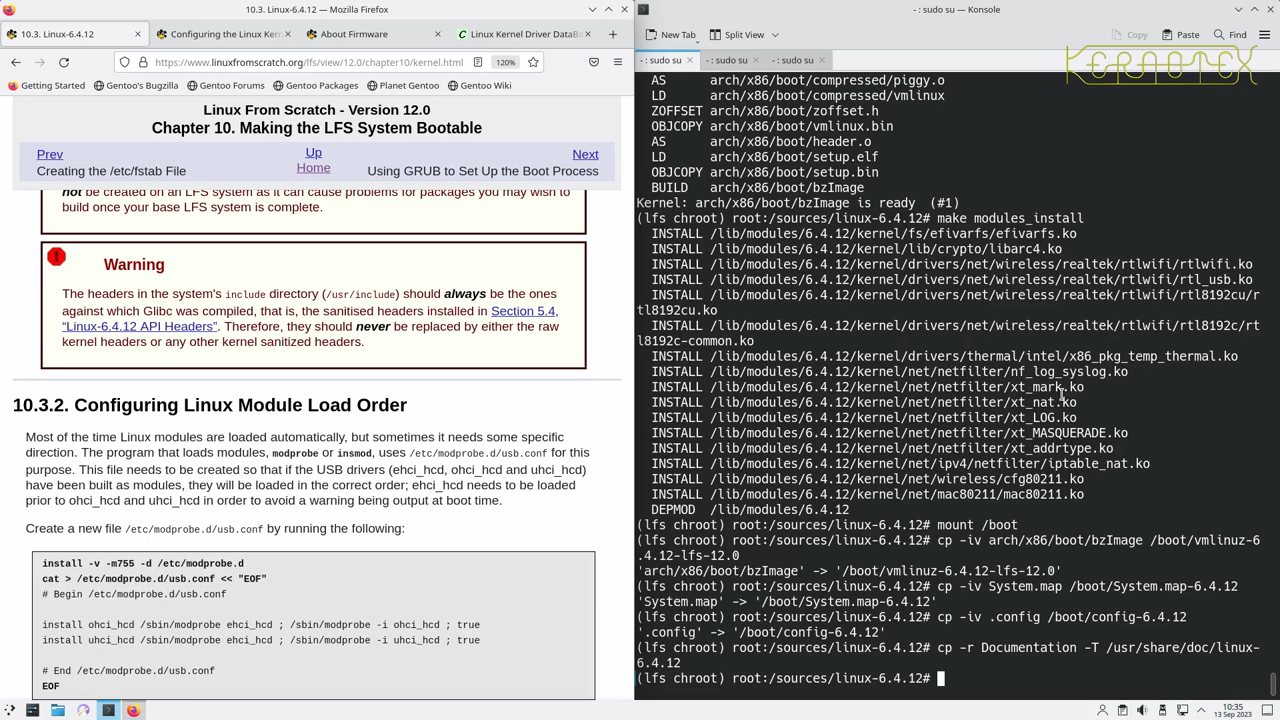 10.3. Linux-6.4.12 — Mozilla Firefox
10.3. Linux-6.4.12
Configuring the Linux Kern
About Firmware
Linux Kernel Driver DataBa
https://www.linuxfromscratch.org/lfs/view/12.0/chapter10/kernel.html
120%
Getting Started
Gentoo's Bugzilla
Gentoo Forums
Gentoo Packages
Planet Gentoo
Gentoo Wiki
Linux From Scratch - Version 12.0
Chapter 10. Making the LFS System Bootable
Prev
Up
Next
Creating the /etc/fstab File
Home
Using GRUB to Set Up the Boot Process
not be created on an LFS system as it can cause problems for packages you may wish to
build once your base LFS system is complete.
Warning
The headers in the system's include directory (/usr/include) should always be the ones
against which Glibc was compiled, that is, the sanitised headers installed in Section 5.4,
“Linux-6.4.12 API Headers”. Therefore, they should never be replaced by either the raw
kernel headers or any other kernel sanitized headers.
10.3.2. Configuring Linux Module Load Order
Most of the time Linux modules are loaded automatically, but sometimes it needs some specific
direction. The program that loads modules, modprobe or insmod, uses /etc/modprobe.d/usb.conf for this
purpose. This file needs to be created so that if the USB drivers (ehci_hcd, ohci_hcd and uhci_hcd)
have been built as modules, they will be loaded in the correct order; ehci_hcd needs to be loaded
prior to ohci_hcd and uhci_hcd in order to avoid a warning being output at boot time.
Create a new file /etc/modprobe.d/usb.conf by running the following:
install -v -m755 -d /etc/modprobe.d
cat > /etc/modprobe.d/usb.conf << "EOF"
# Begin /etc/modprobe.d/usb.conf
install ohci_hcd /sbin/modprobe ehci_hcd ; /sbin/modprobe -i ohci_hcd ; true
install uhci_hcd /sbin/modprobe ehci_hcd ; /sbin/modprobe -i uhci_hcd ; true
# End /etc/modprobe.d/usb.conf
EOF
- : sudo su — Konsole
New Tab
Split View
Copy
Paste
Find
- : sudo su
- : sudo su
- : sudo su
KERNOTEX
AS arch/x86/boot/compressed/piggy.o
LD arch/x86/boot/compressed/vmlinux
ZOFFSET arch/x86/boot/zoffset.h
OBJCOPY arch/x86/boot/vmlinux.bin
AS arch/x86/boot/header.o
LD arch/x86/boot/setup.elf
OBJCOPY arch/x86/boot/setup.bin
BUILD arch/x86/boot/bzImage
Kernel: arch/x86/boot/bzImage is ready (#1)
(lfs chroot) root:/sources/linux-6.4.12# make modules_install
INSTALL /lib/modules/6.4.12/kernel/fs/efivarfs/efivarfs.ko
INSTALL /lib/modules/6.4.12/kernel/lib/crypto/libarc4.ko
INSTALL /lib/modules/6.4.12/kernel/drivers/net/wireless/realtek/rtlwifi/rtlwifi.ko
INSTALL /lib/modules/6.4.12/kernel/drivers/net/wireless/realtek/rtlwifi/rtl_usb.ko
INSTALL /lib/modules/6.4.12/kernel/drivers/net/wireless/realtek/rtlwifi/rtl8192cu/r
tl8192cu.ko
INSTALL /lib/modules/6.4.12/kernel/drivers/net/wireless/realtek/rtlwifi/rtl8192c/rt
l8192c-common.ko
INSTALL /lib/modules/6.4.12/kernel/drivers/thermal/intel/x86_pkg_temp_thermal.ko
INSTALL /lib/modules/6.4.12/kernel/net/netfilter/nf_log_syslog.ko
INSTALL /lib/modules/6.4.12/kernel/net/netfilter/xt_mark.ko
INSTALL /lib/modules/6.4.12/kernel/net/netfilter/xt_nat.ko
INSTALL /lib/modules/6.4.12/kernel/net/netfilter/xt_LOG.ko
INSTALL /lib/modules/6.4.12/kernel/net/netfilter/xt_MASQUERADE.ko
INSTALL /lib/modules/6.4.12/kernel/net/netfilter/xt_addrtype.ko
INSTALL /lib/modules/6.4.12/kernel/net/ipv4/netfilter/iptable_nat.ko
INSTALL /lib/modules/6.4.12/kernel/net/wireless/cfg80211.ko
INSTALL /lib/modules/6.4.12/kernel/net/mac80211/mac80211.ko
DEPMOD /lib/modules/6.4.12
(lfs chroot) root:/sources/linux-6.4.12# mount /boot
(lfs chroot) root:/sources/linux-6.4.12# cp -iv arch/x86/boot/bzImage /boot/vmlinuz-6
.4.12-lfs-12.0
'arch/x86/boot/bzImage' -> '/boot/vmlinuz-6.4.12-lfs-12.0'
(lfs chroot) root:/sources/linux-6.4.12# cp -iv System.map /boot/System.map-6.4.12
'System.map' -> '/boot/System.map-6.4.12'
(lfs chroot) root:/sources/linux-6.4.12# cp -iv .config /boot/config-6.4.12
'.config' -> '/boot/config-6.4.12'
(lfs chroot) root:/sources/linux-6.4.12# cp -r Documentation -T /usr/share/doc/linux-
6.4.12
(lfs chroot) root:/sources/linux-6.4.12#
10:35
13 Sep 2023